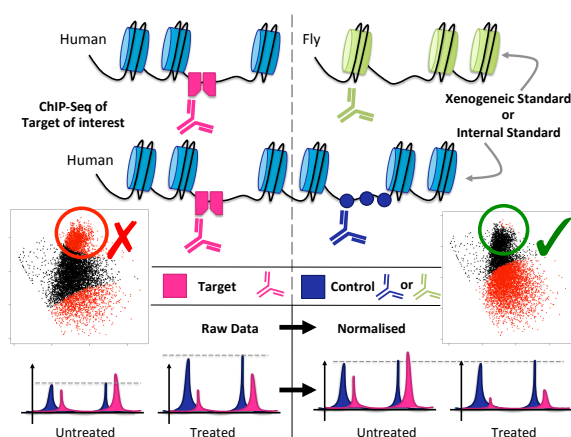 Human
Fly
ChIP-Seq of
Target of interest
Xenogeneic Standard
or
Internal Standard
Human
Target
Control
or
Raw Data
Normalised
Untreated
Treated
Untreated
Treated